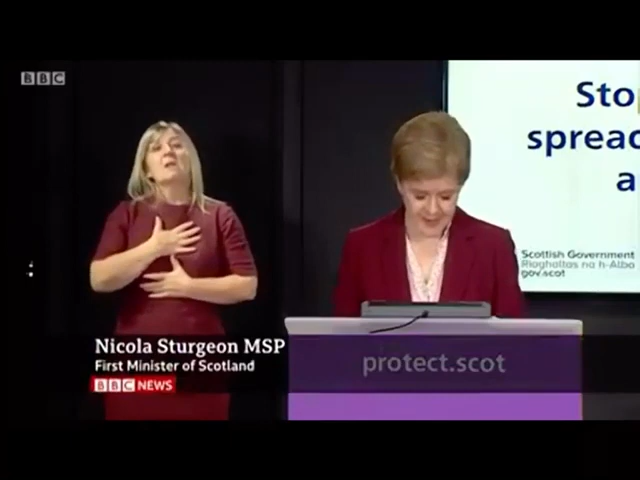 BBC
Sto
spread
a
Scottish Government
Riaghaltas na h-Alba
gov.scot
Nicola Sturgeon MSP
First Minister of Scotland
BBC NEWS
protect.scot